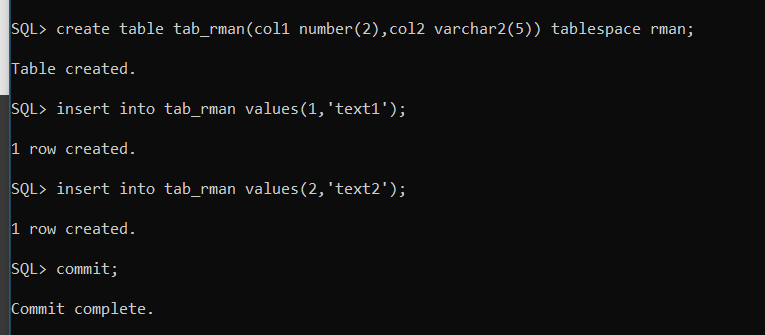 SQL> create table tab_rman(col1 number(2),col2 varchar2(5)) tablespace rman;
Table created.
SQL> insert into tab_rman values(1,'text1');
1 row created.
SQL> insert into tab_rman values(2,'text2');
1 row created.
SQL> commit;
Commit complete.